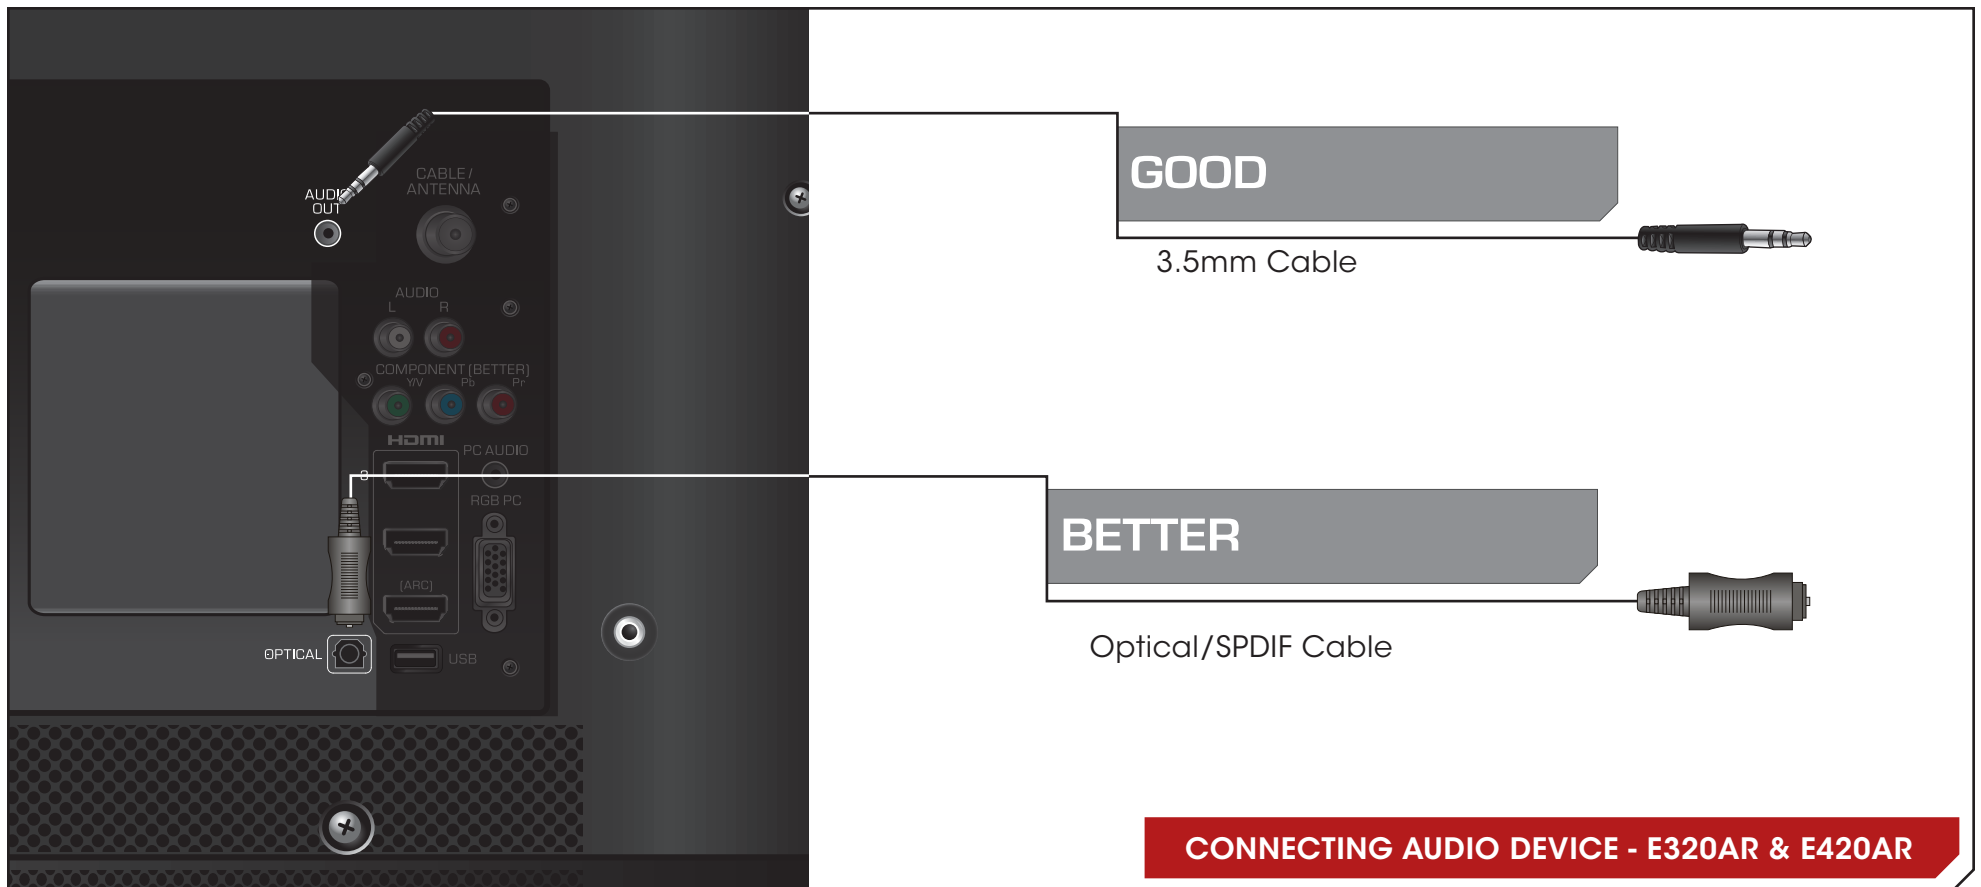 CABLE /
ANTENNA
AUDIO
OUT
AUDIO
L R
COMPONENT (BETTER)
Y/V Pb Pr
HDMI
PC AUDIO
RGB PC
(ARC)
OPTICAL
USB
GOOD
3.5mm Cable
BETTER
Optical/SPDIF Cable
CONNECTING AUDIO DEVICE - E320AR & E420AR